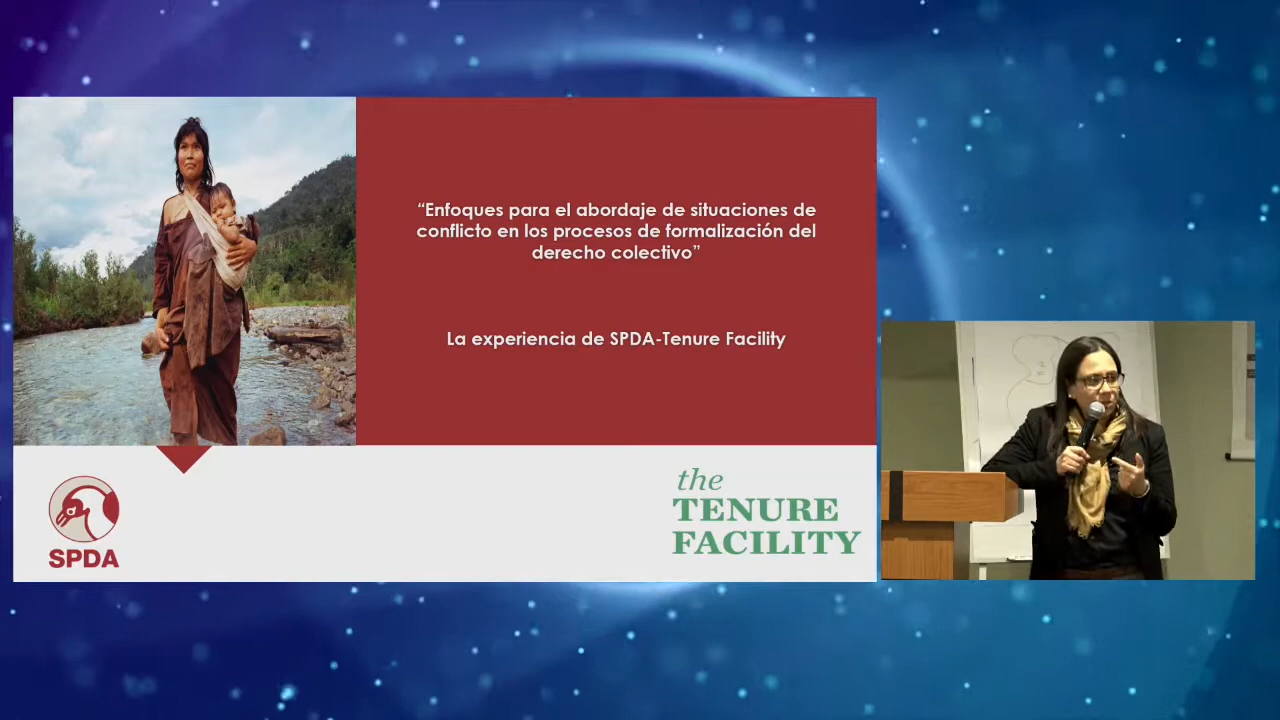 “Enfoques para el abordaje de situaciones de
conflicto en los procesos de formalización del
derecho colectivo”
La experiencia de SPDA-Tenure Facility
SPDA
the
TENURE
FACILITY